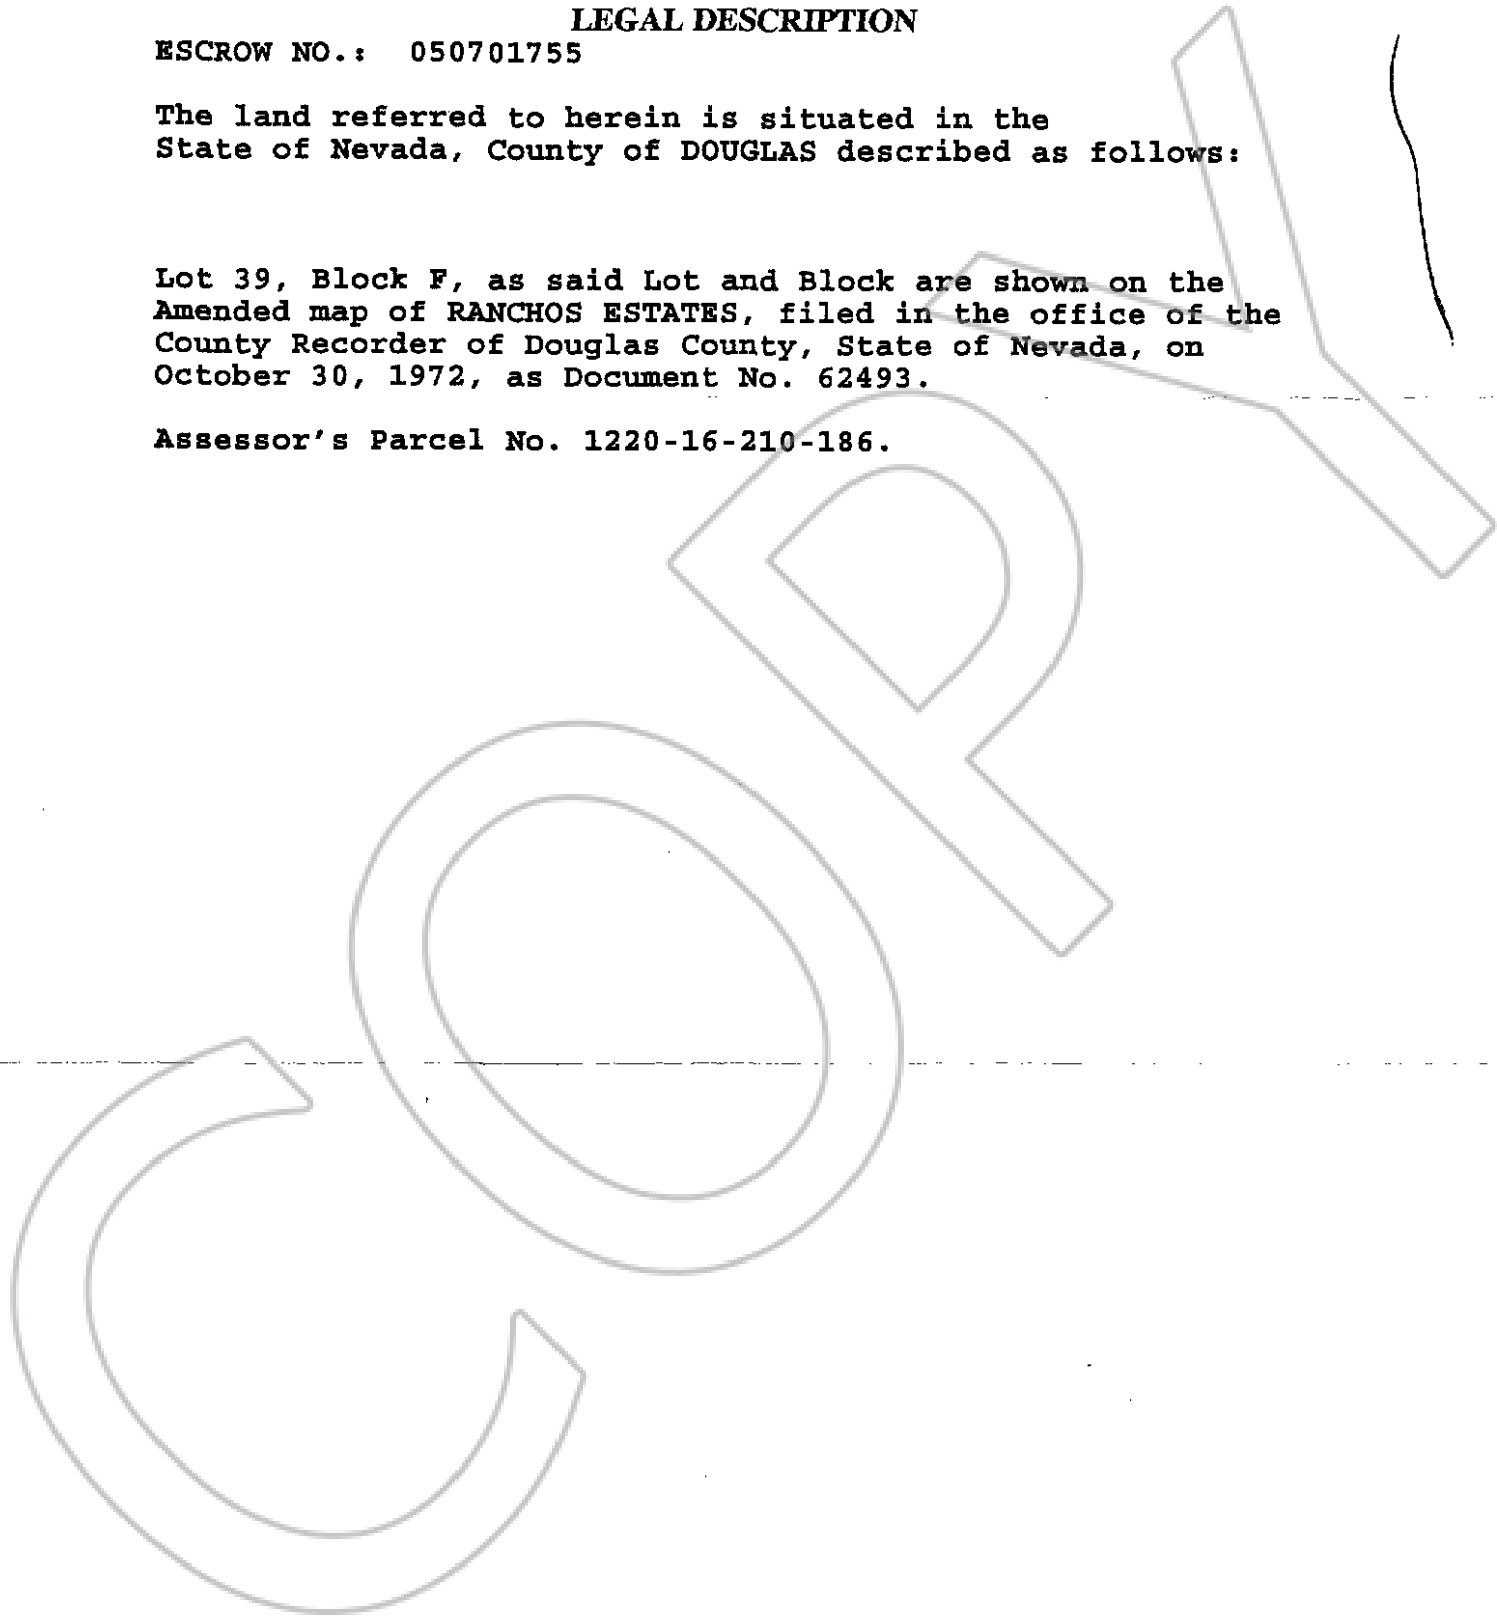 LEGAL DESCRIPTION
ESCROW NO.: 050701755
The land referred to herein is situated in the
State of Nevada, County of DOUGLAS described as follows:
Lot 39, Block F, as said Lot and Block are shown on the
Amended map of RANCHOS ESTATES, filed in the office of the
County Recorder of Douglas County, State of Nevada, on
October 30, 1972, as Document No. 62493.
Assessor's Parcel No. 1220-16-210-186.
COPY